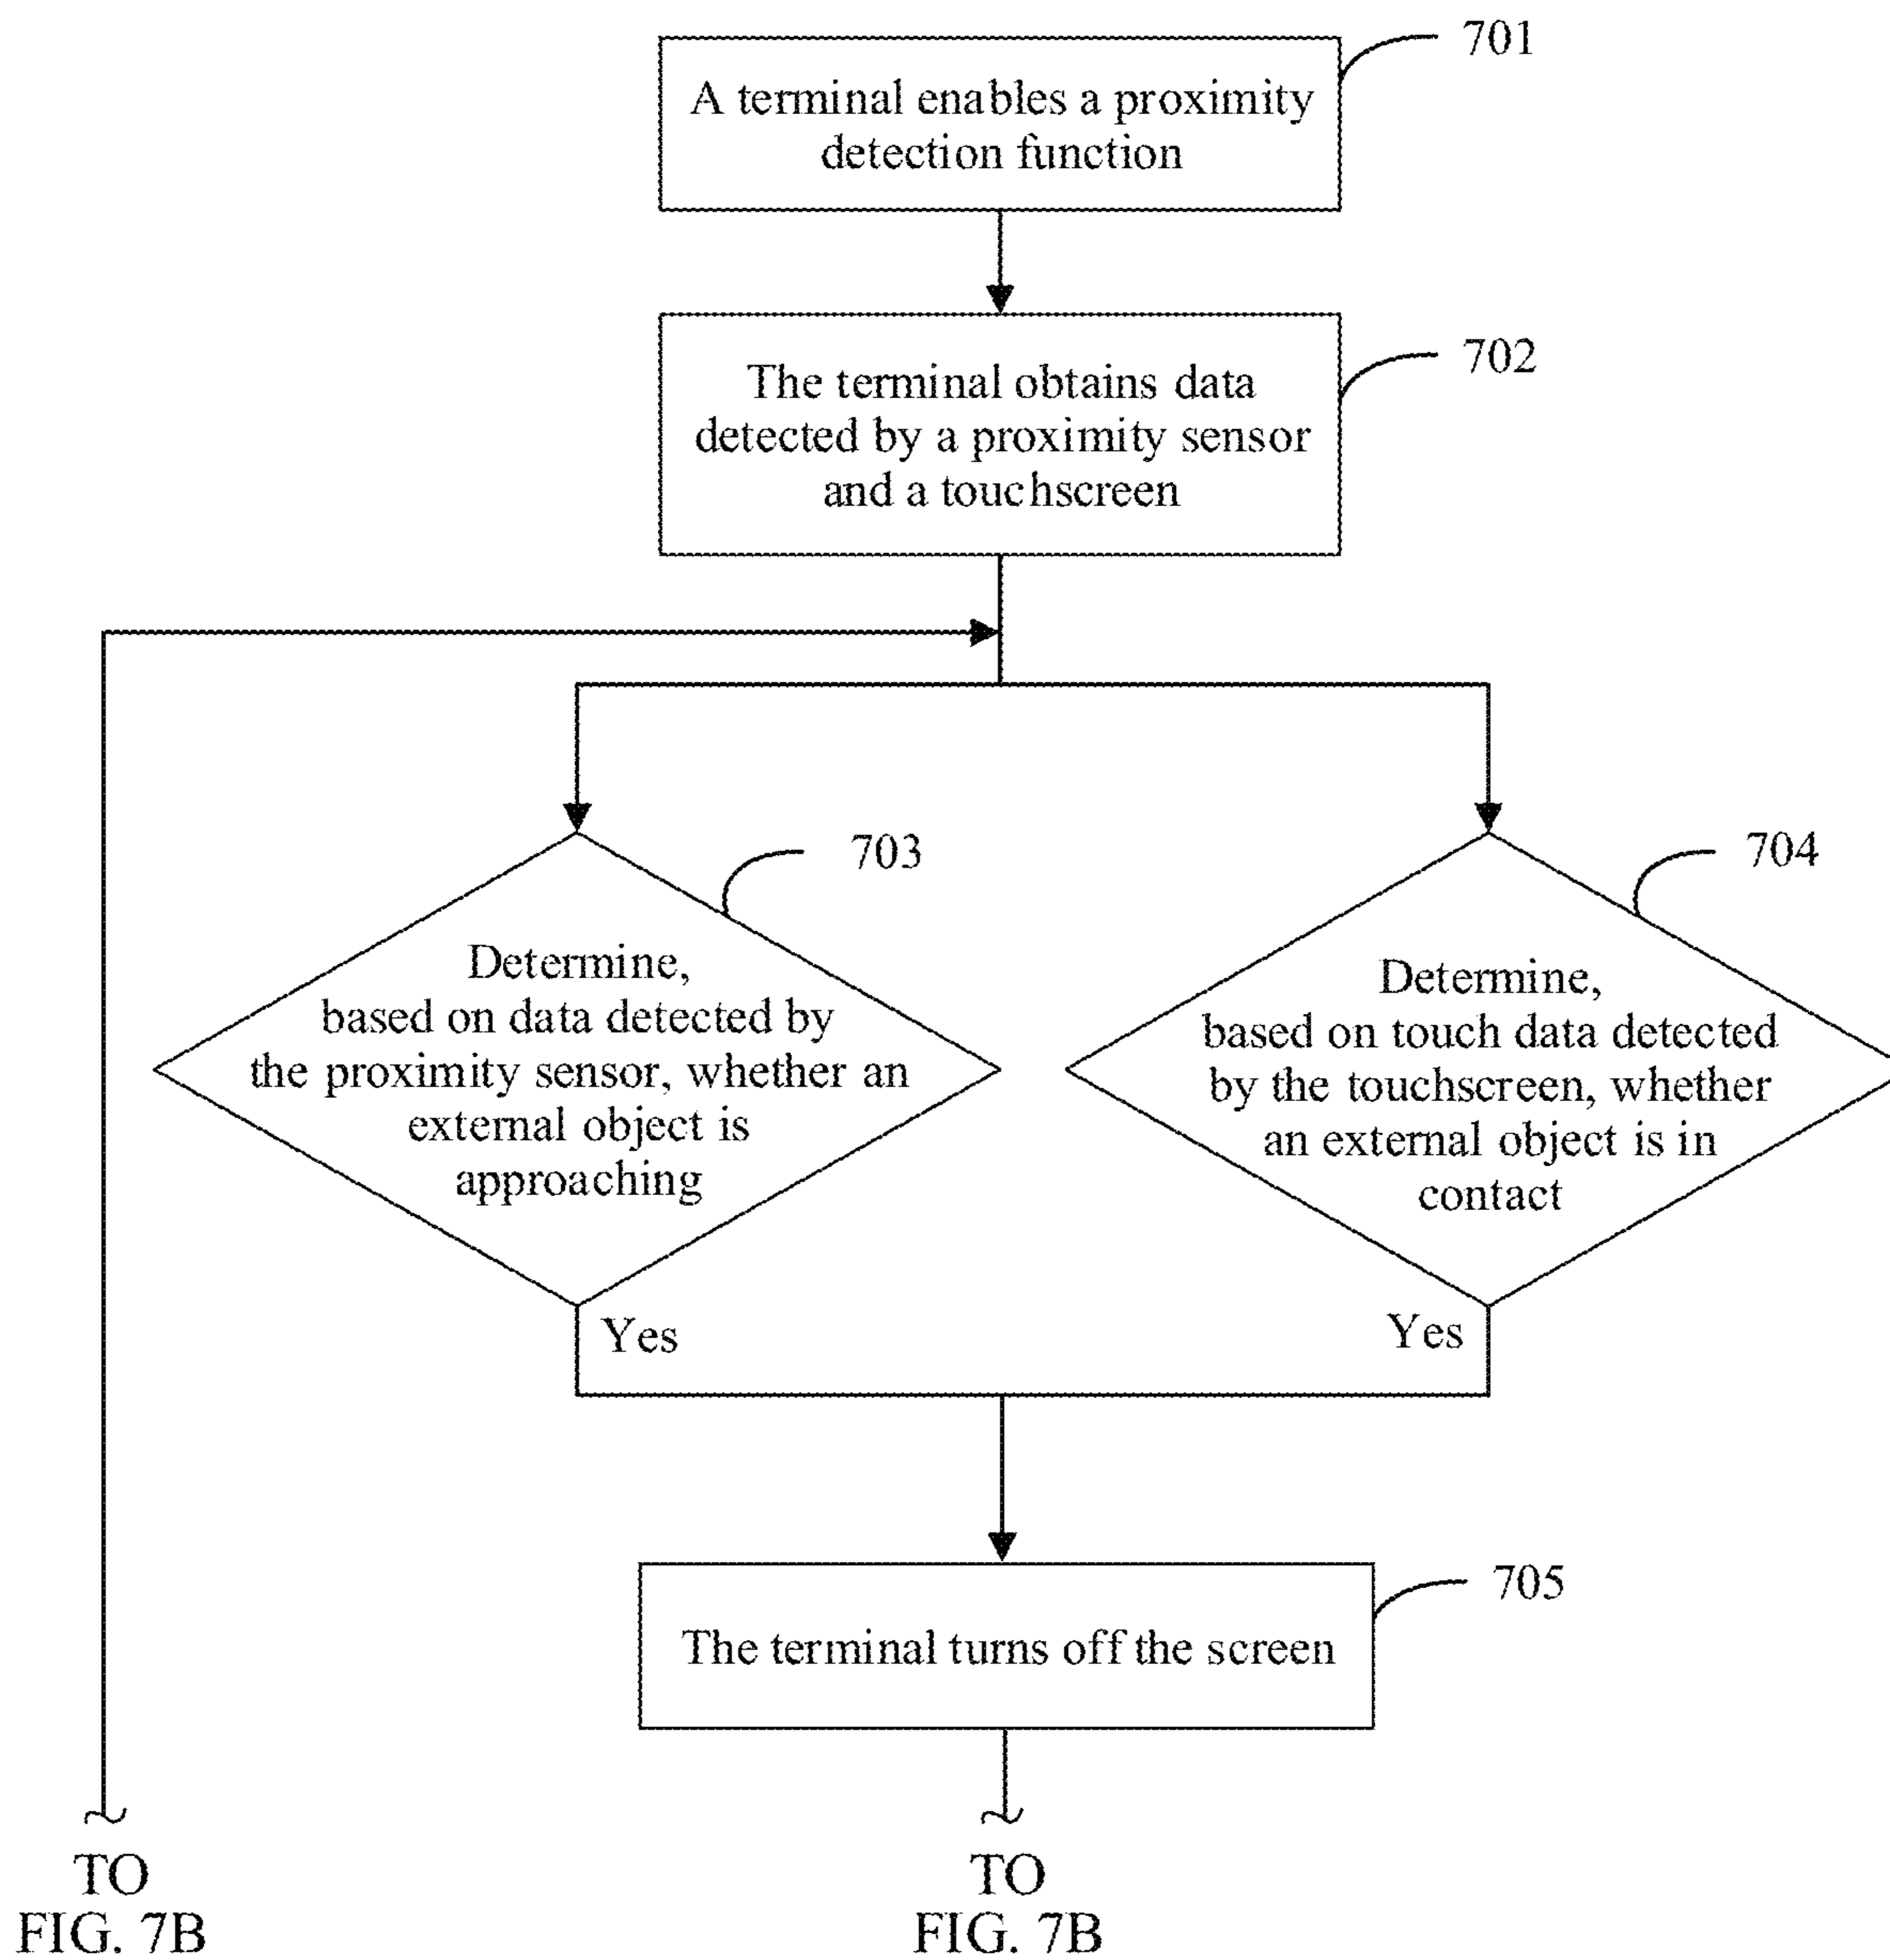 701
A terminal enables a proximity
detection function
702
The terminal obtains data
detected by a proximity sensor
and a touchscreen
703
Determine,
based on data detected by
the proximity sensor, whether an
external object is
approaching
704
Determine,
based on touch data detected
by the touchscreen, whether
an external object is in
contact
Yes
Yes
705
The terminal turns off the screen
TO
FIG. 7B
TO
FIG. 7B